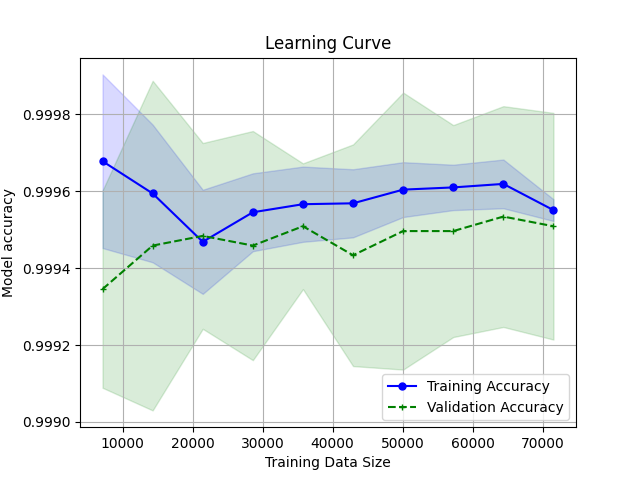 Learning Curve
Model accuracy
0.9998
0.9996
0.9994
0.9992
0.9990
10000 20000 30000 40000 50000 60000 70000
Training Data Size
Training Accuracy
Validation Accuracy